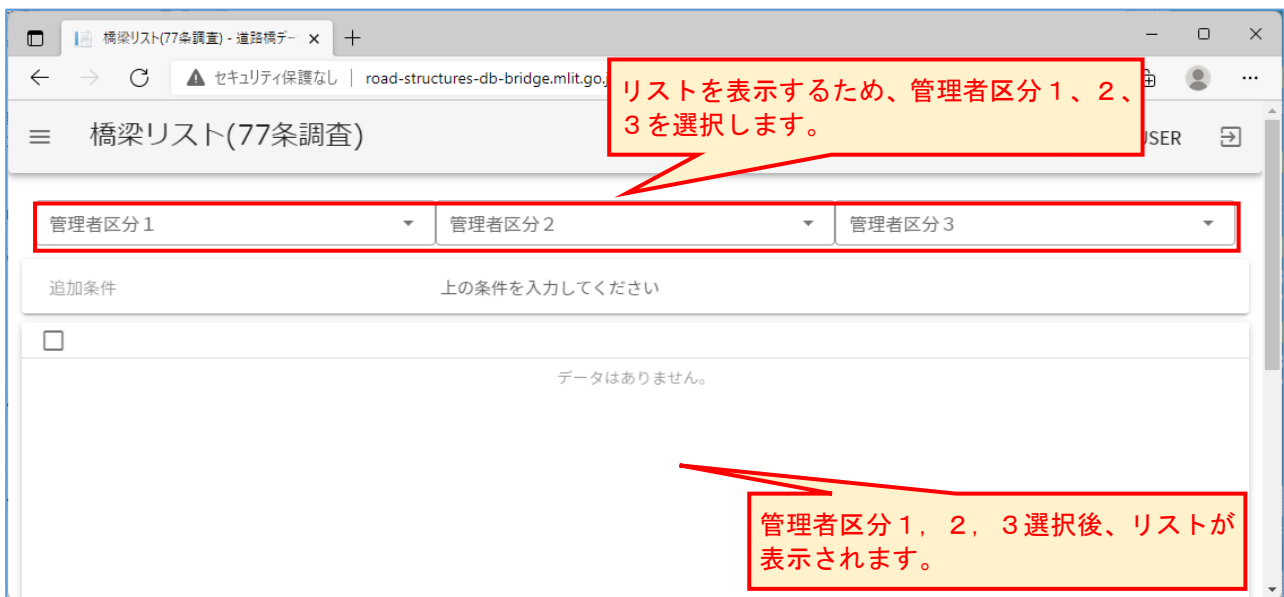 橋梁リスト(77条調査) - 道路橋デー
セキュリティ保護なし | road-structures-db-bridge.mlit.go.j
リストを表示するため、管理者区分１、２、
３を選択します。
橋梁リスト(77条調査)
USER
管理者区分１ 管理者区分２ 管理者区分３
追加条件 上の条件を入力してください
データはありません。
管理者区分１，２，３選択後、リストが
表示されます。